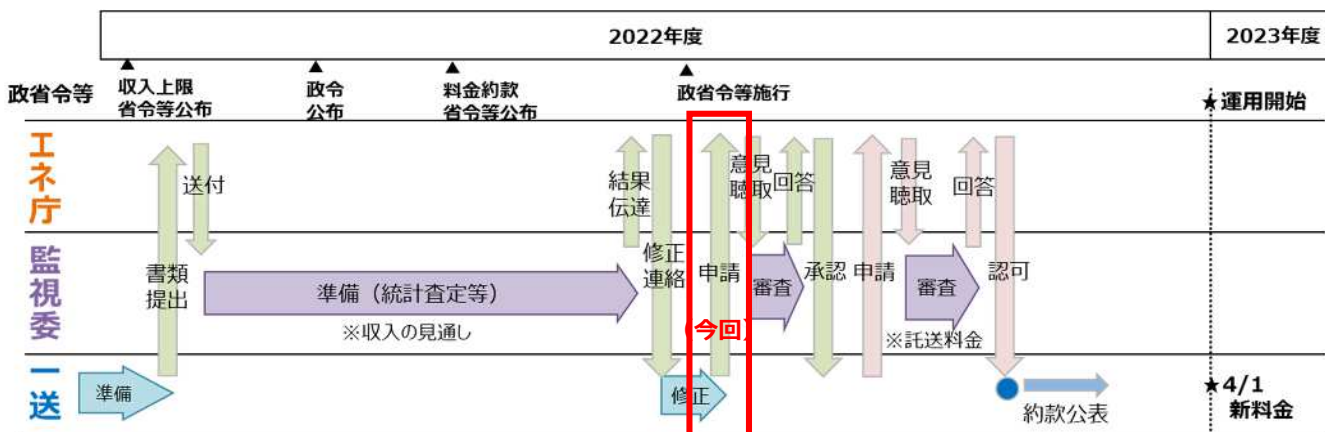 2022年度
2023年度
政省令等
▲
収入上限
省令等公布
▲
政令
公布
▲
料金約款
省令等公布
▲
政省令等施行
★運用開始
エネ庁
送付
結果
伝達
意見
聴取
回答
意見
聴取
回答
監視委
書類
提出
準備（統計査定等）
※収入の見通し
修正
連絡
申請
（今回）
審査
承認
申請
審査
※託送料金
認可
一送
準備
修正
約款公表
★4/1
新料金